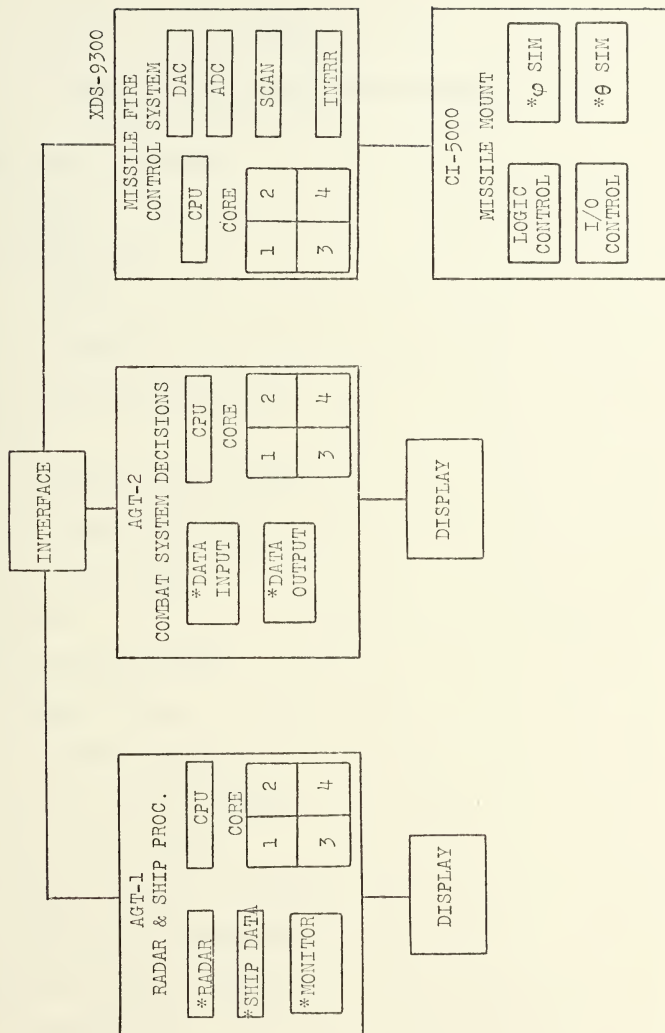 INTERFACE
AGT-1
RADAR & SHIP PROC.
*RADAR
*SHIP DATA
*MONITOR
CPU
CORE
1 2
3 4
DISPLAY
AGT-2
COMBAT SYSTEM DECISIONS
*DATA
INPUT
*DATA
OUTPUT
CPU
CORE
1 2
3 4
DISPLAY
XDS-9300
MISSILE FIRE
CONTROL SYSTEM
CPU
CORE
1 2
3 4
DAC
ADC
SCAN
INTRR
CI-5000
MISSILE MOUNT
LOGIC
CONTROL
*φ SIM
I/O
CONTROL
*θ SIM